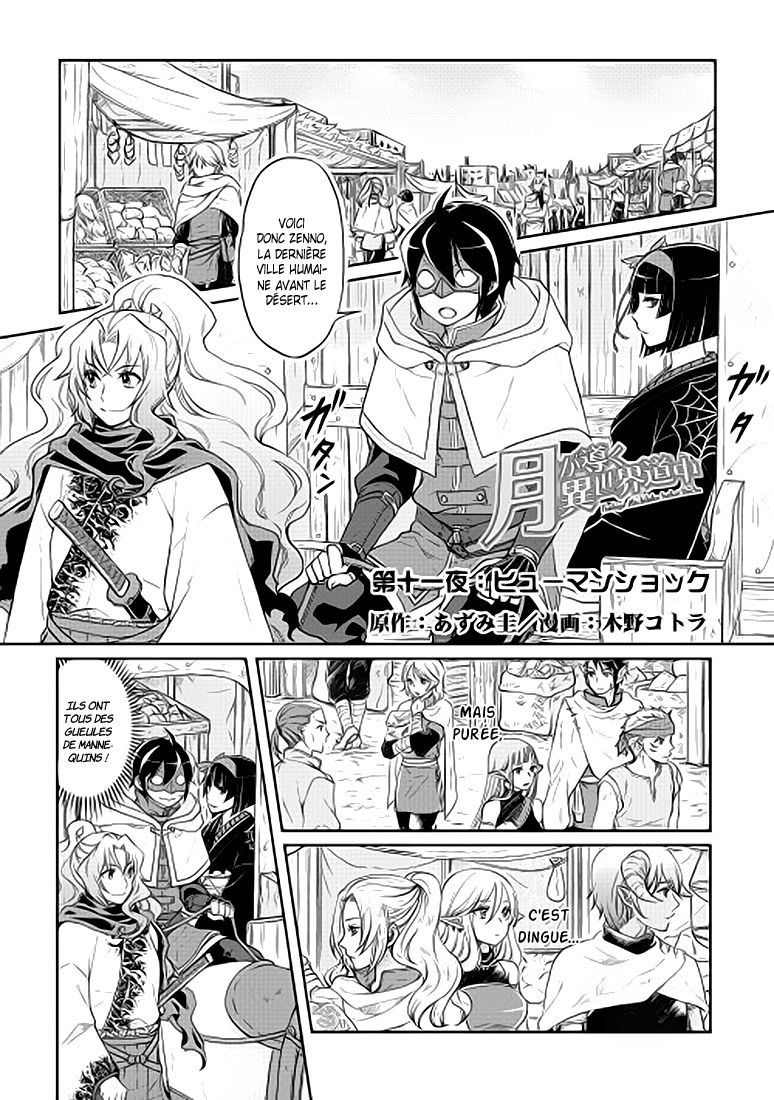 VOICI
DONC ZENNO,
LA DERNIÈRE
VILLE HUMAI-
NE AVANT LE
DÉSERT...
ガタン
ガタ
月が導く
異世界道中
第十一夜:ヒューマンショック
原作:あずみ圭/漫画:木野コトラ
MAIS
PURÉE
ILS ONT
TOUS DES
GUEULES
DE MANNE-
QUINS !
C'EST
DINGUE...